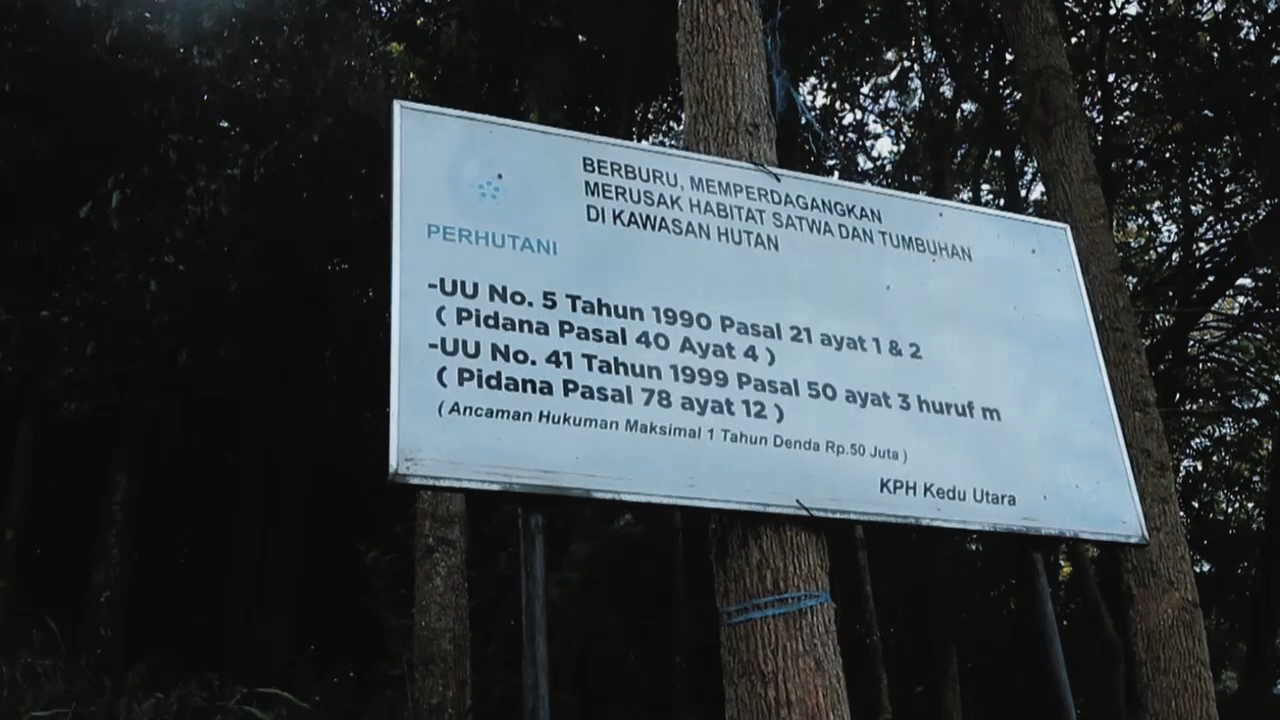 BERBURU, MEMPERDAGANGKAN
MERUSAK HABITAT SATWA DAN TUMBUHAN
DI KAWASAN HUTAN
PERHUTANI
-UU No. 5 Tahun 1990 Pasal 21 ayat 1 & 2
( Pidana Pasal 40 Ayat 4 )
-UU No. 41 Tahun 1999 Pasal 50 ayat 3 huruf m
( Pidana Pasal 78 ayat 12 )
( Ancaman Hukuman Maksimal 1 Tahun Denda Rp.50 Juta )
KPH Kedu Utara